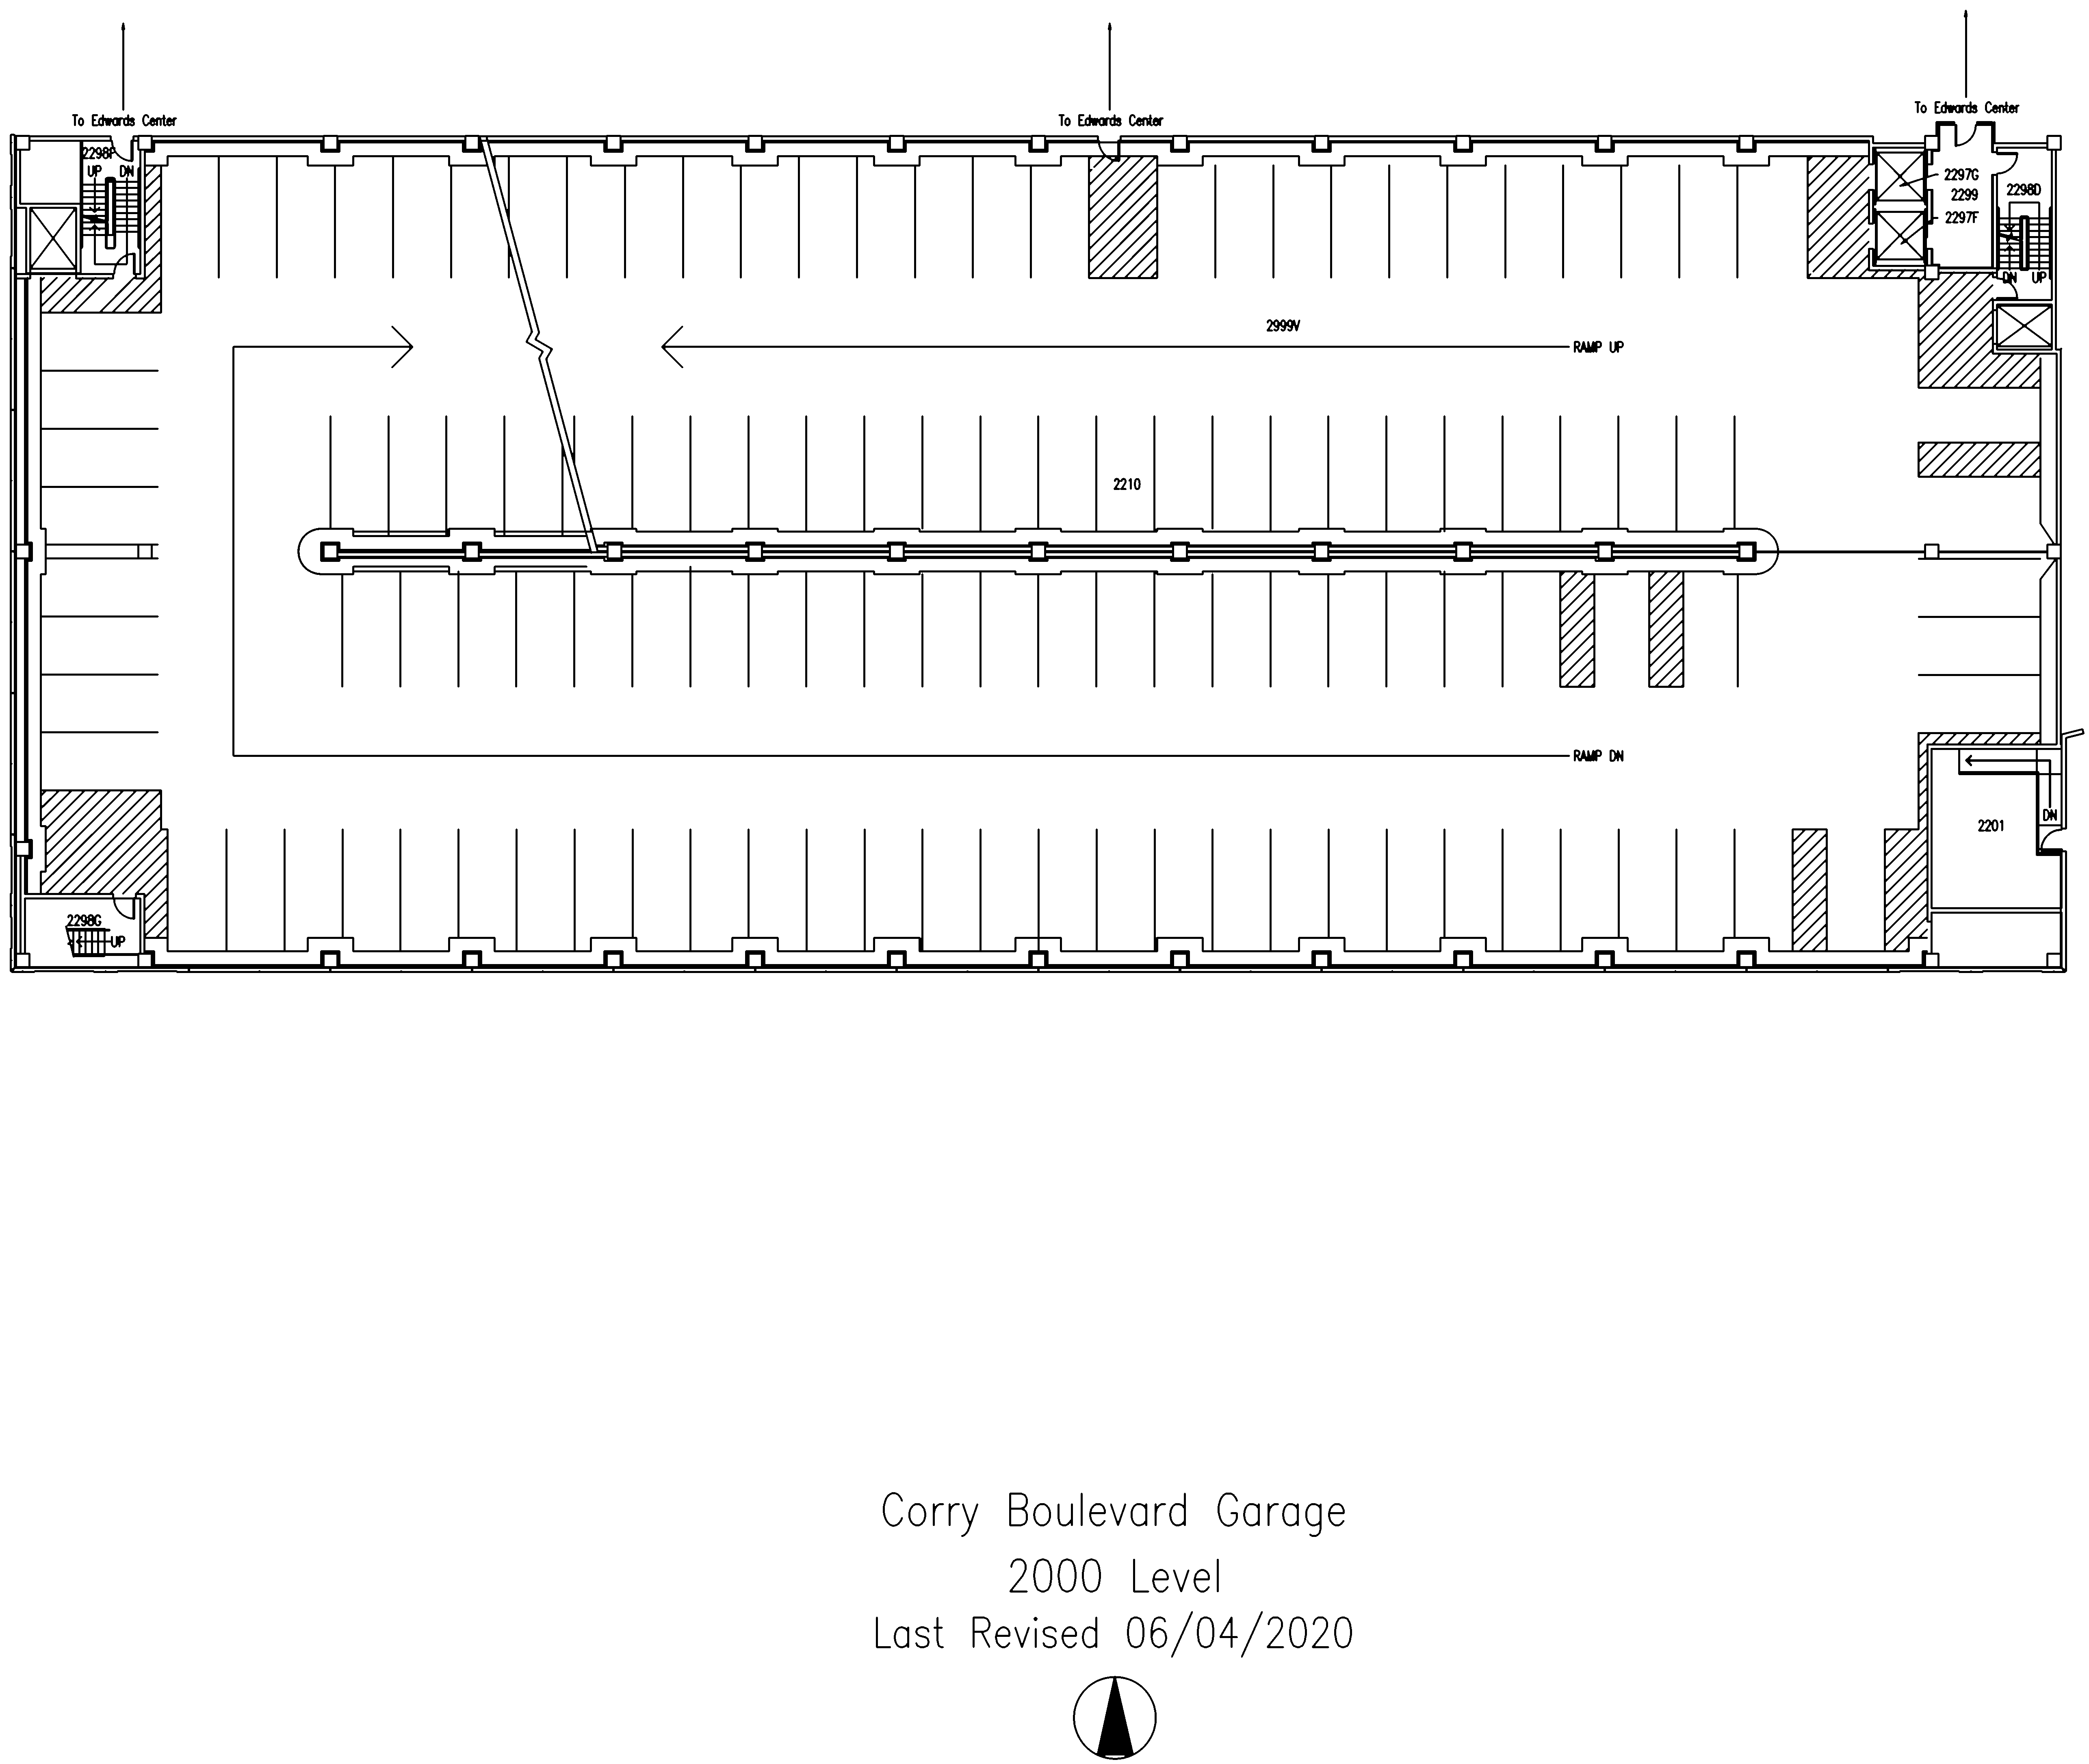 To Edwards Center
To Edwards Center
To Edwards Center
2298F
UP DN
2297G
2299
2298D
2297F
DN UP
2999V
RAMP UP
2210
RAMP DN
DN
2201
2298G
UP
Corry Boulevard Garage
2000 Level
Last Revised 06/04/2020